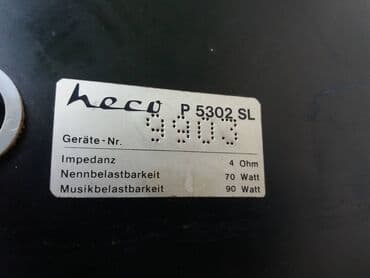 heco P 5302 SL
Geräte-Nr. 9903
Impedanz 4 Ohm
Nennbelastbarkeit 70 Watt
Musikbelastbarkeit 90 Watt